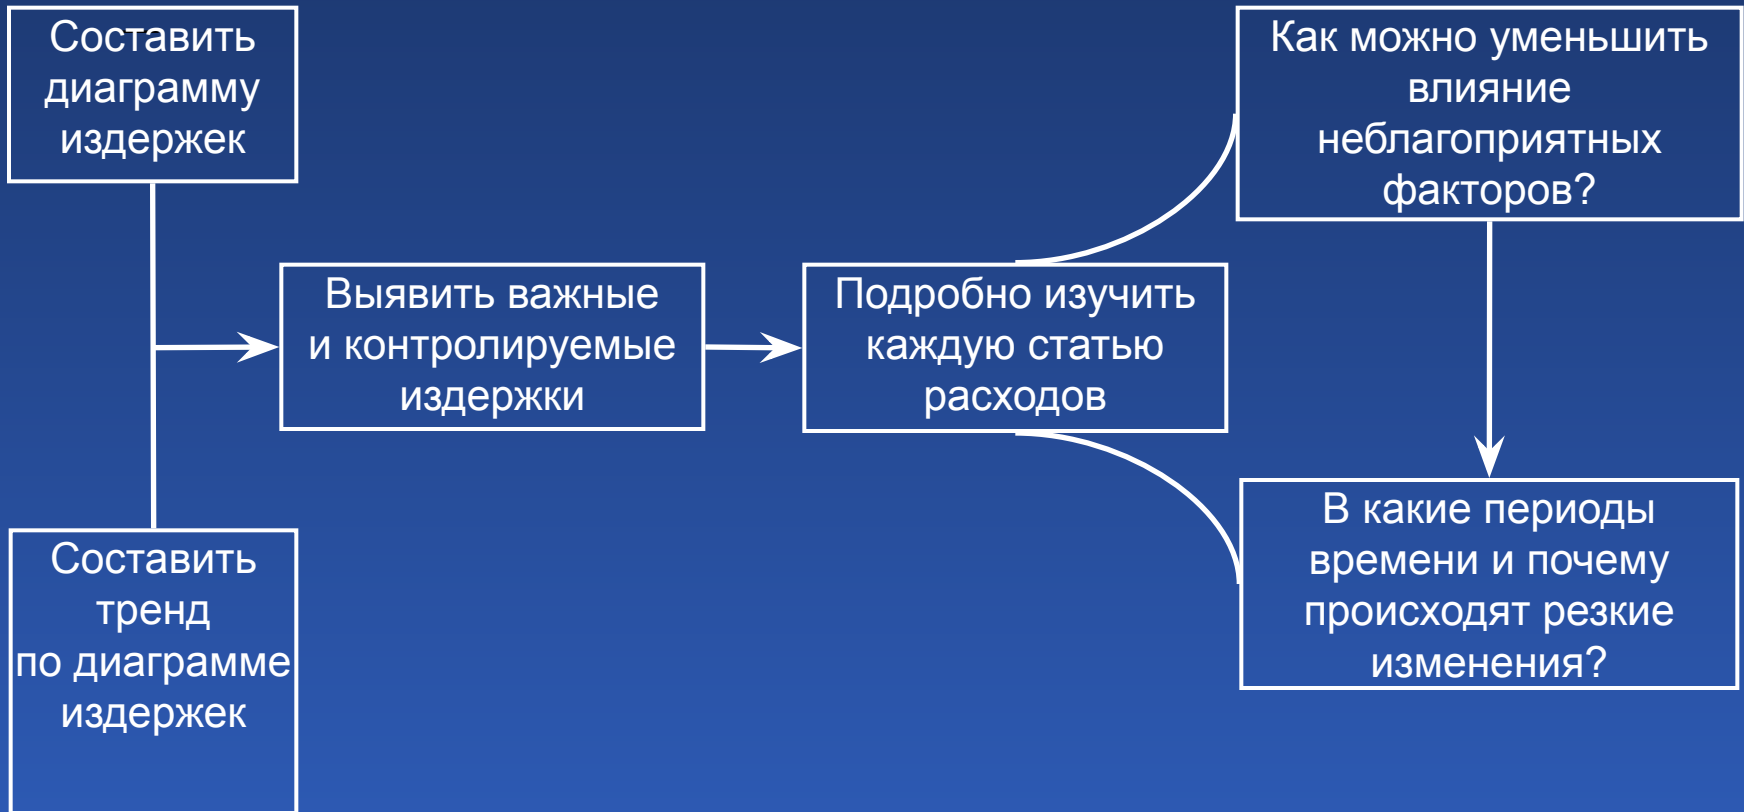 Составить
диаграмму
издержек
Как можно уменьшить
влияние
неблагоприятных
факторов?
Выявить важные
и контролируемые
издержки
Подробно изучить
каждую статью
расходов
Составить
тренд
по диаграмме
издержек
В какие периоды
времени и почему
происходят резкие
изменения?